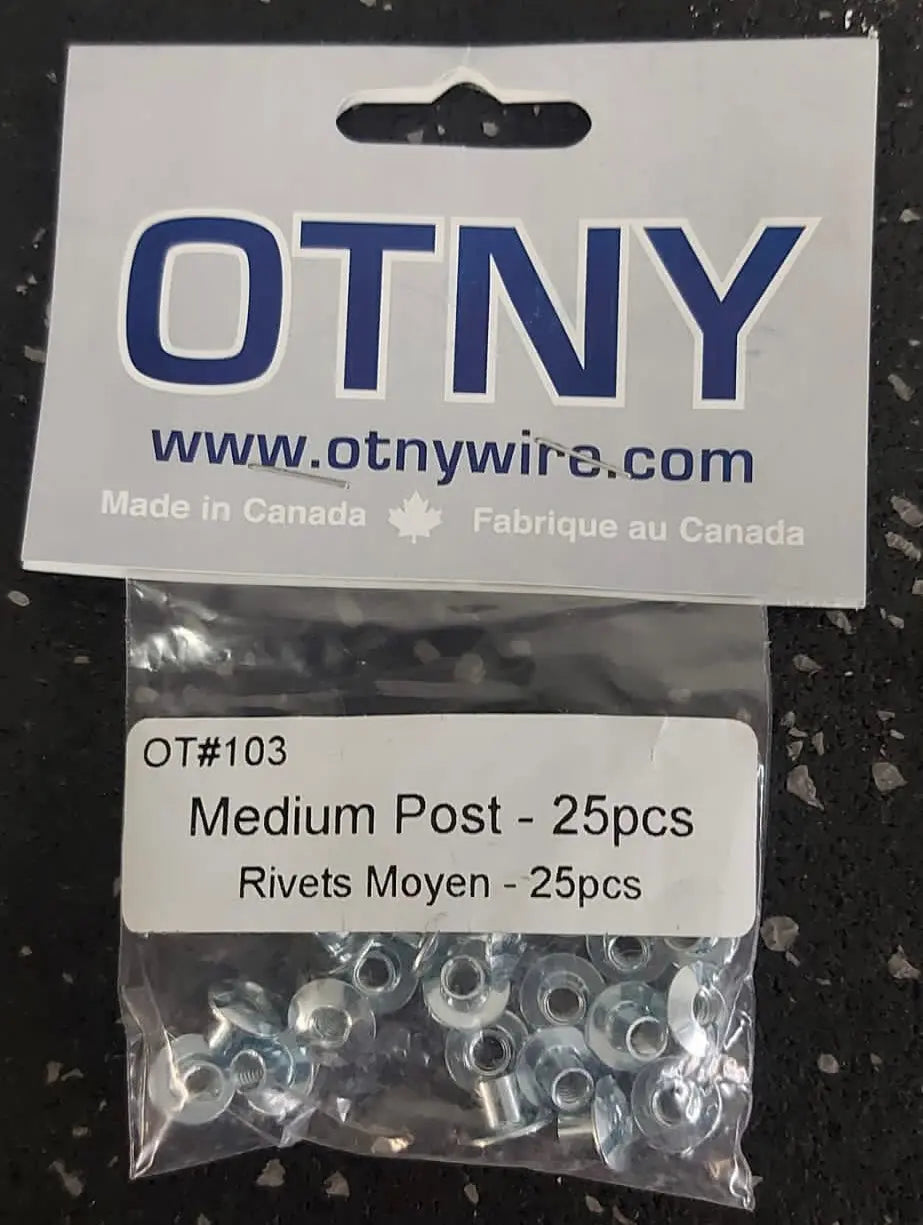 OTNY
www.otnywire.com
Made in Canada Fabrique au Canada
OT#103
Medium Post - 25pcs
Rivets Moyen - 25pcs